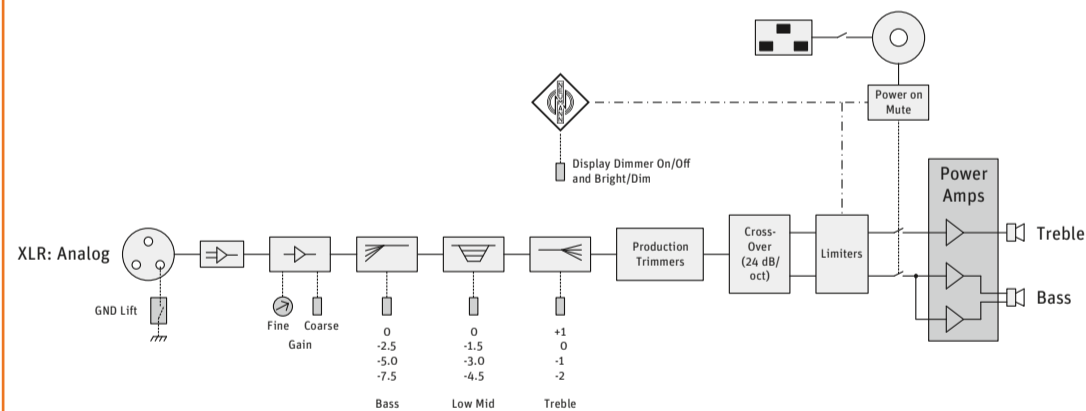 Power on
Mute
NEUMANN
Display Dimmer On/Off
and Bright/Dim
Power
Amps
XLR: Analog
Production
Trimmers
Cross-
Over
(24 dB/
oct)
Limiters
Treble
Bass
GND Lift
Fine Coarse
Gain
0
-2.5
-5.0
-7.5
Bass
0
-1.5
-3.0
-4.5
Low Mid
+1
0
-1
-2
Treble